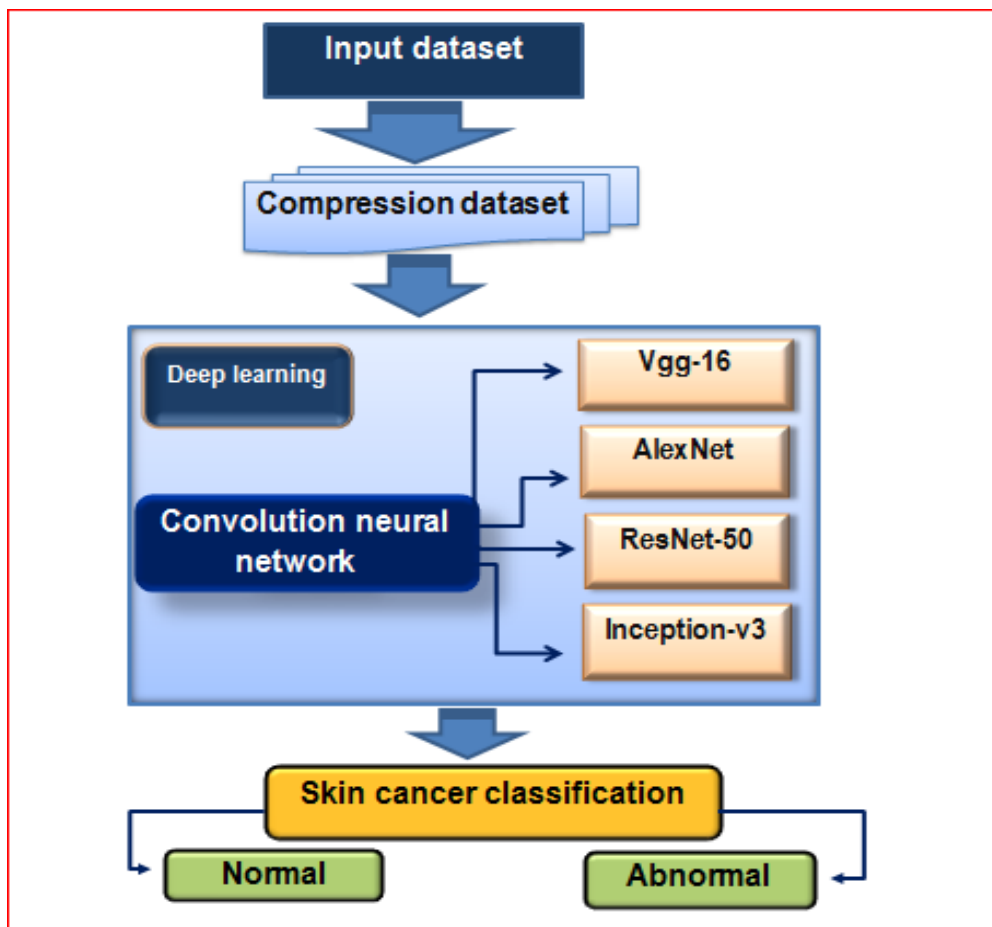 Input dataset
Compression dataset
Deep learning
Vgg-16
AlexNet
Convolution neural
network
ResNet-50
Inception-v3
Skin cancer classification
Normal
Abnormal